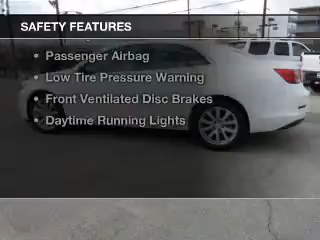 SAFETY FEATURES
• Passenger Airbag
• Low Tire Pressure Warning
• Front Ventilated Disc Brakes
• Daytime Running Lights